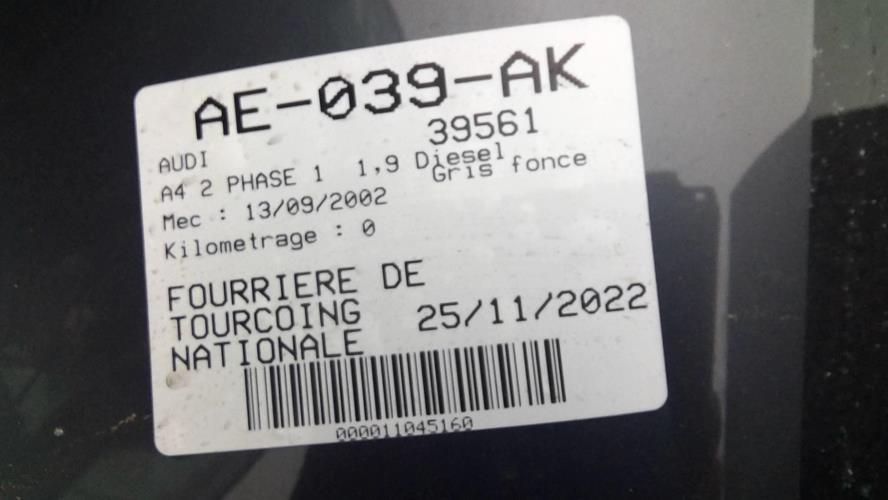 AE-039-AK
39561
AUDI
A4 2 PHASE 1 1,9 Diesel
Gris fonce
Mec : 13/09/2002
Kilometrage : 0
FOURRIERE DE
TOURCOING 25/11/2022
NATIONALE
000011045160